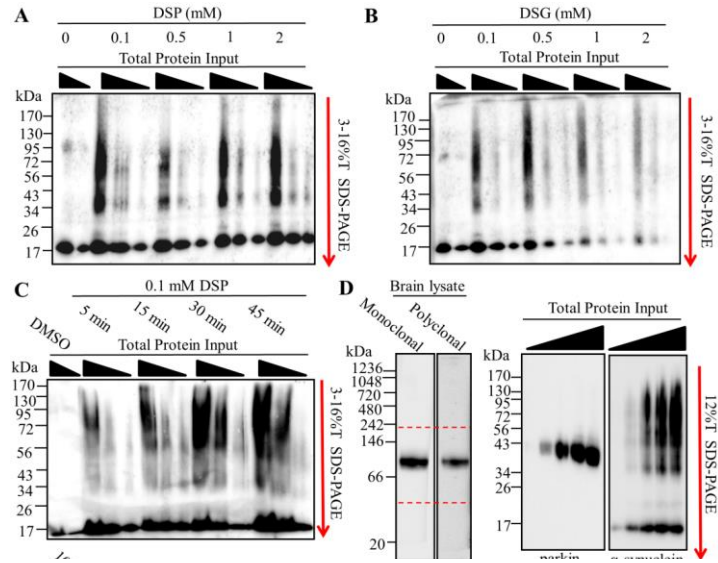 A
DSP (mM)
0 0.1 0.5 1 2
Total Protein Input
kDa
170
130
95
72
56
43
34
26
17
3-16%T SDS-PAGE
B
DSG (mM)
0 0.1 0.5 1 2
Total Protein Input
kDa
170
130
95
72
56
43
34
26
17
3-16%T SDS-PAGE
C
0.1 mM DSP
DMSO 5 min 15 min 30 min 45 min
Total Protein Input
kDa
170
130
95
72
56
43
34
26
17
3-16%T SDS-PAGE
D
Brain lysate
Monoclonal Polyclonal
kDa
1236
1048
720
480
242
146
66
20
Total Protein Input
kDa
170
130
95
72
56
43
34
26
17
12%T SDS-PAGE
parkin α-synuclein